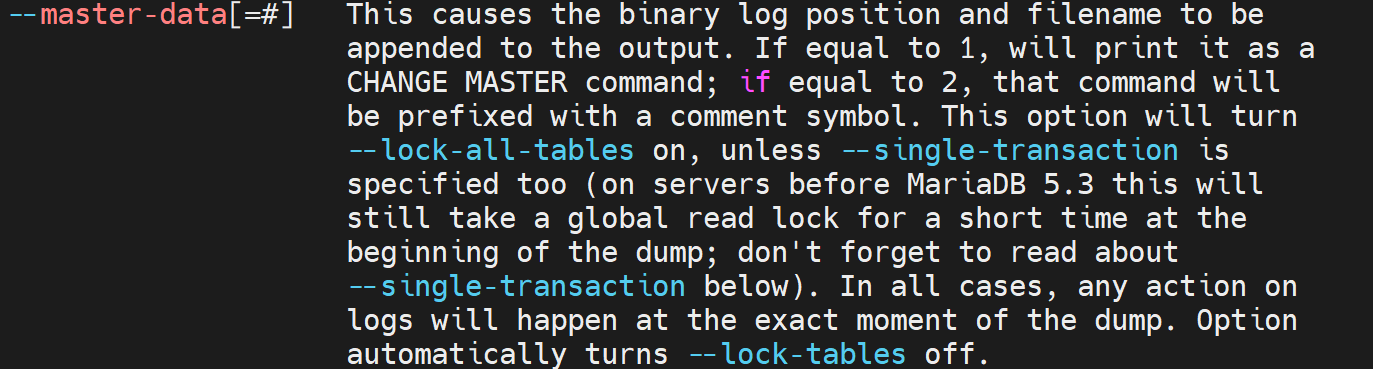 --master-data[=#]   This causes the binary log position and filename to be
appended to the output. If equal to 1, will print it as a
CHANGE MASTER command; if equal to 2, that command will
be prefixed with a comment symbol. This option will turn
--lock-all-tables on, unless --single-transaction is
specified too (on servers before MariaDB 5.3 this will
still take a global read lock for a short time at the
beginning of the dump; don't forget to read about
--single-transaction below). In all cases, any action on
logs will happen at the exact moment of the dump. Option
automatically turns --lock-tables off.